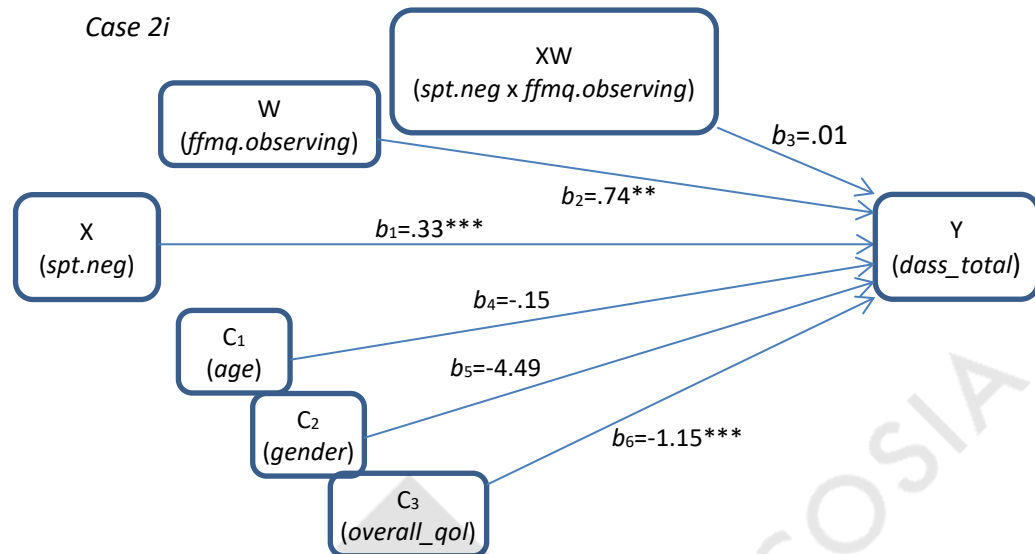 Case 2i
XW
(spt.neg x ffmq.observing)
W
(ffmq.observing)
b₃=.01
b₂=.74**
X
(spt.neg)
b₁=.33***
Y
(dass_total)
b₄=-.15
C₁
(age)
b₅=-4.49
C₂
(gender)
b₆=-1.15***
C₃
(overall_qol)
COSIA